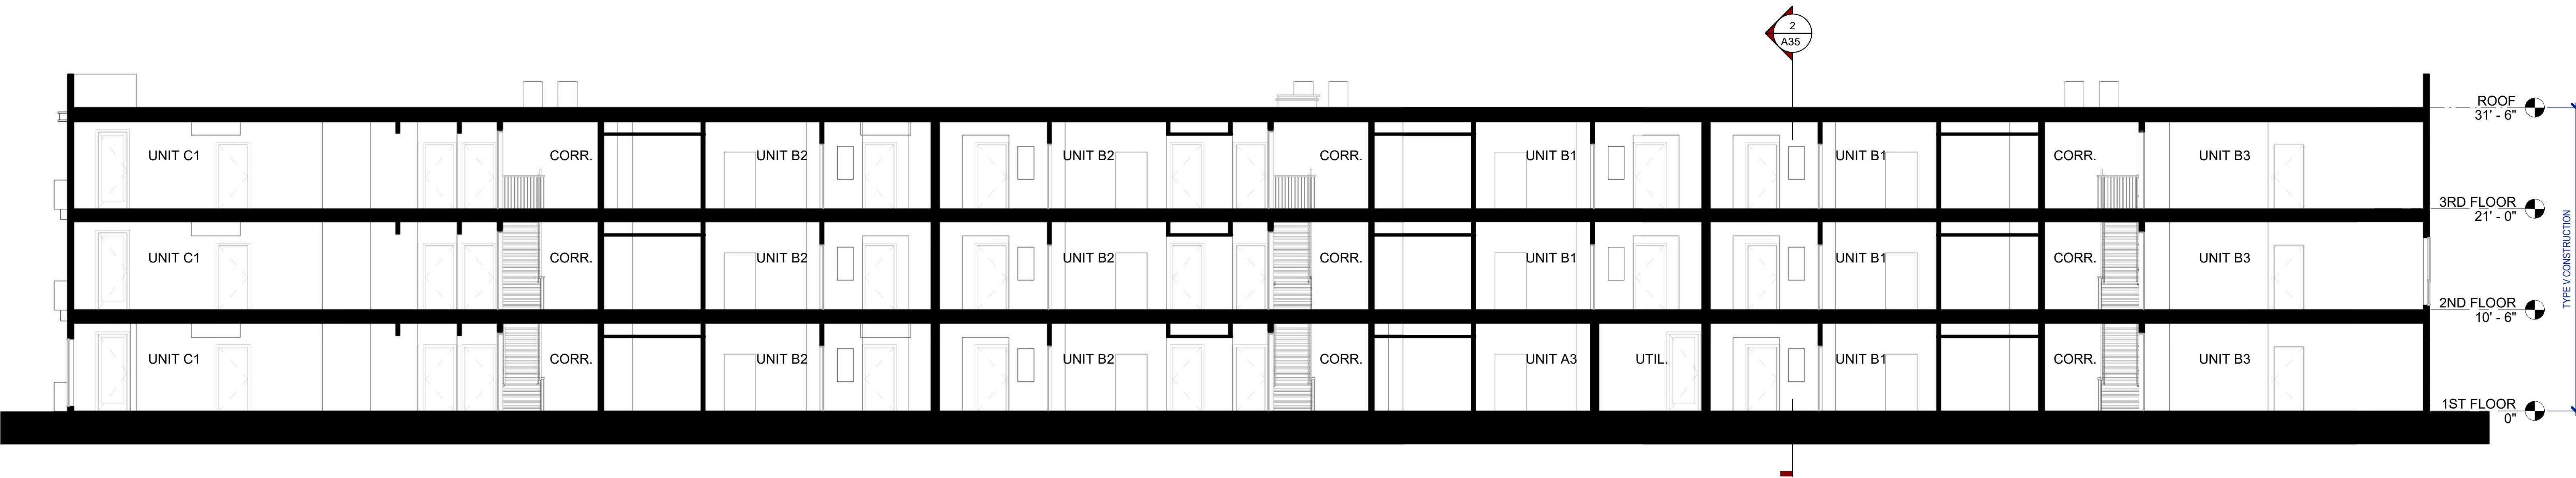 2
A35
ROOF
31' - 6"
UNIT C1 CORR. UNIT B2 UNIT B2 CORR. UNIT B1 UNIT B1 CORR. UNIT B3
3RD FLOOR
21' - 0"
UNIT C1 CORR. UNIT B2 UNIT B2 CORR. UNIT B1 UNIT B1 CORR. UNIT B3
2ND FLOOR
10' - 6"
UNIT C1 CORR. UNIT B2 UNIT B2 CORR. UNIT A3 UTIL. UNIT B1 CORR. UNIT B3
1ST FLOOR
0"
TYPE V CONSTRUCTION